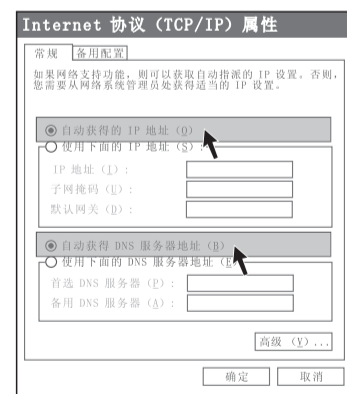 Internet 协议 (TCP/IP) 属性
常规 备用配置
如果网络支持功能，则可以获取自动指派的 IP 设置。否则，
您需要从网络系统管理员处获得适当的 IP 设置。
自动获得的 IP 地址 (O)
使用下面的 IP 地址 (S):
IP 地址 (I):
子网掩码 (U):
默认网关 (D):
自动获得 DNS 服务器地址 (B)
使用下面的 DNS 服务器地址 (E)
首选 DNS 服务器 (P):
备用 DNS 服务器 (A):
高级 (V)...
确定 取消